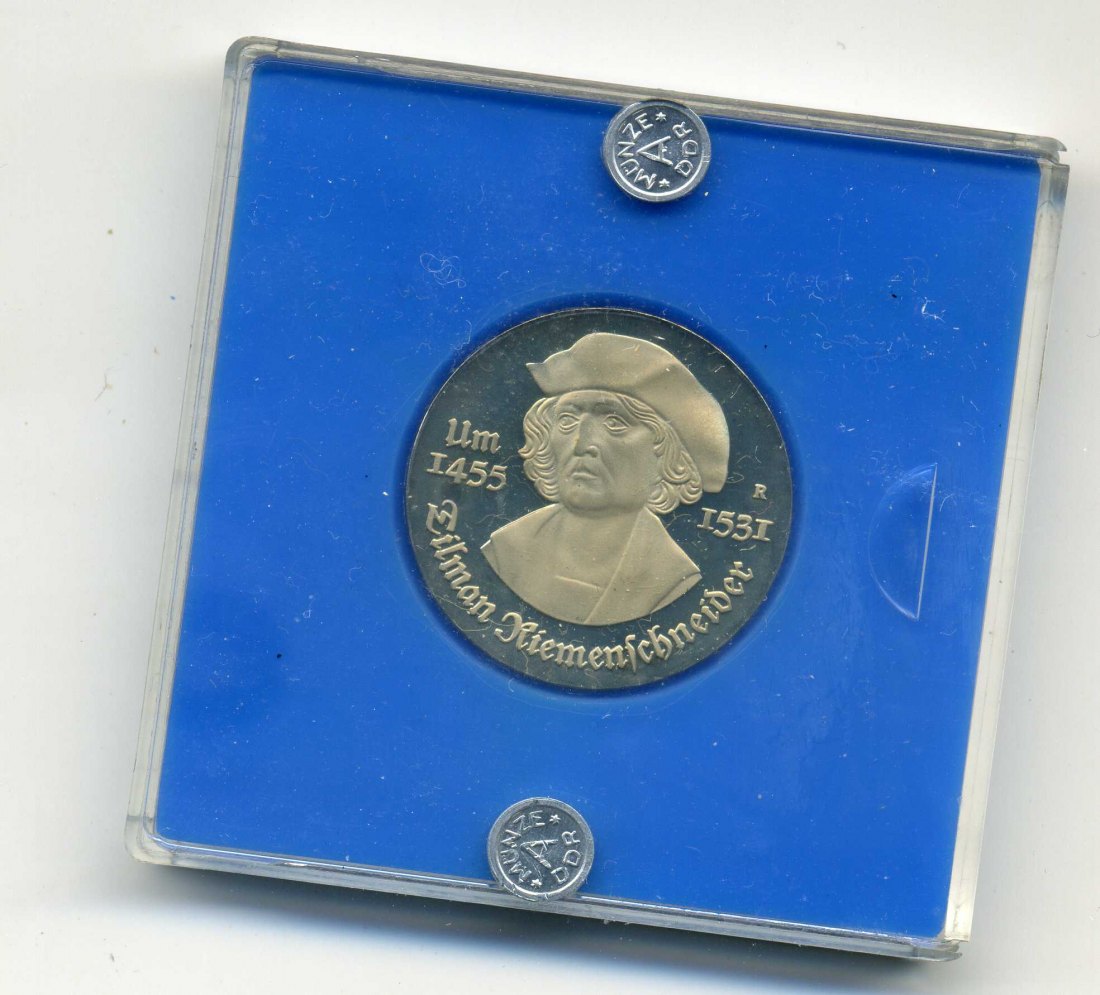 MÜNZE * DDR *
A
Um
1455
R
1531
Tilman Riemenſchneider
MÜNZE * DDR *
A